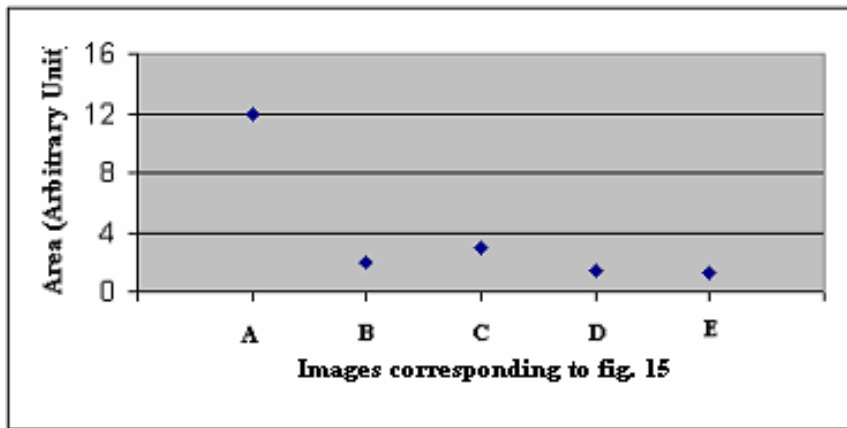 Area (Arbitrary Unit)
16
12
8
4
0
A B C D E
Images corresponding to fig. 15